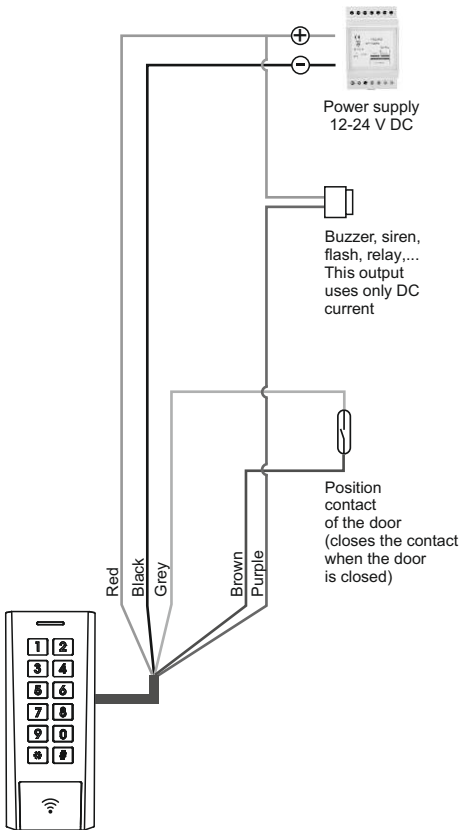 +
-
Power supply
12-24 V DC
Buzzer, siren,
flash, relay,...
This output
uses only DC
current
Position
contact
of the door
(closes the contact
when the door
is closed)
Red
Black
Grey
Brown
Purple
1 2
3 4
5 6
7 8
9 0
* #